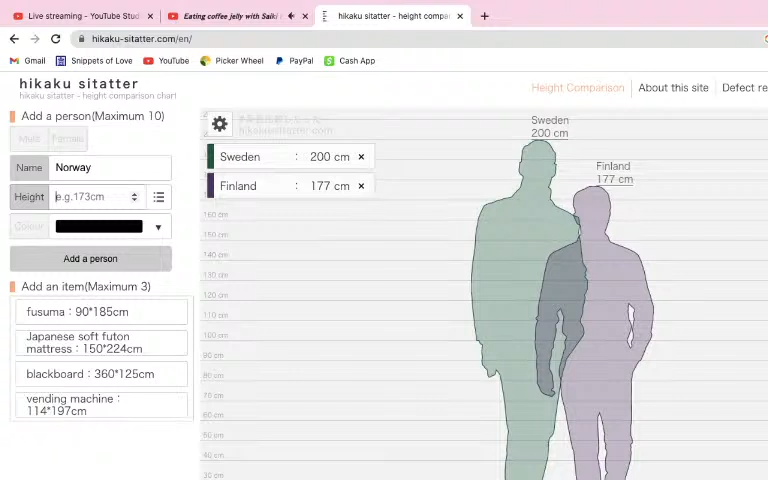 Live streaming - YouTube Stud
Eating coffee jelly with Saiki
hikaku sitatter - height compa
hikaku-sitatter.com/en/
Gmail
Snippets of Love
YouTube
Picker Wheel
PayPal
Cash App
hikaku sitatter
hikaku sitatter - height comparison chart
Height Comparison
About this site
Defect re
Add a person(Maximum 10)
Male
Female
Name
Norway
Height
e.g.173cm
Colour
Add a person
Add an item(Maximum 3)
fusuma：90*185cm
Japanese soft futon
mattress：150*224cm
blackboard：360*125cm
vending machine：
114*197cm
hikakusitatter.com
Sweden ： 200 cm ×
Finland ： 177 cm ×
Sweden
200 cm
Finland
177 cm
160 cm
150 cm
140 cm
130 cm
120 cm
110 cm
100 cm
90 cm
80 cm
70 cm
60 cm
50 cm
40 cm
30 cm